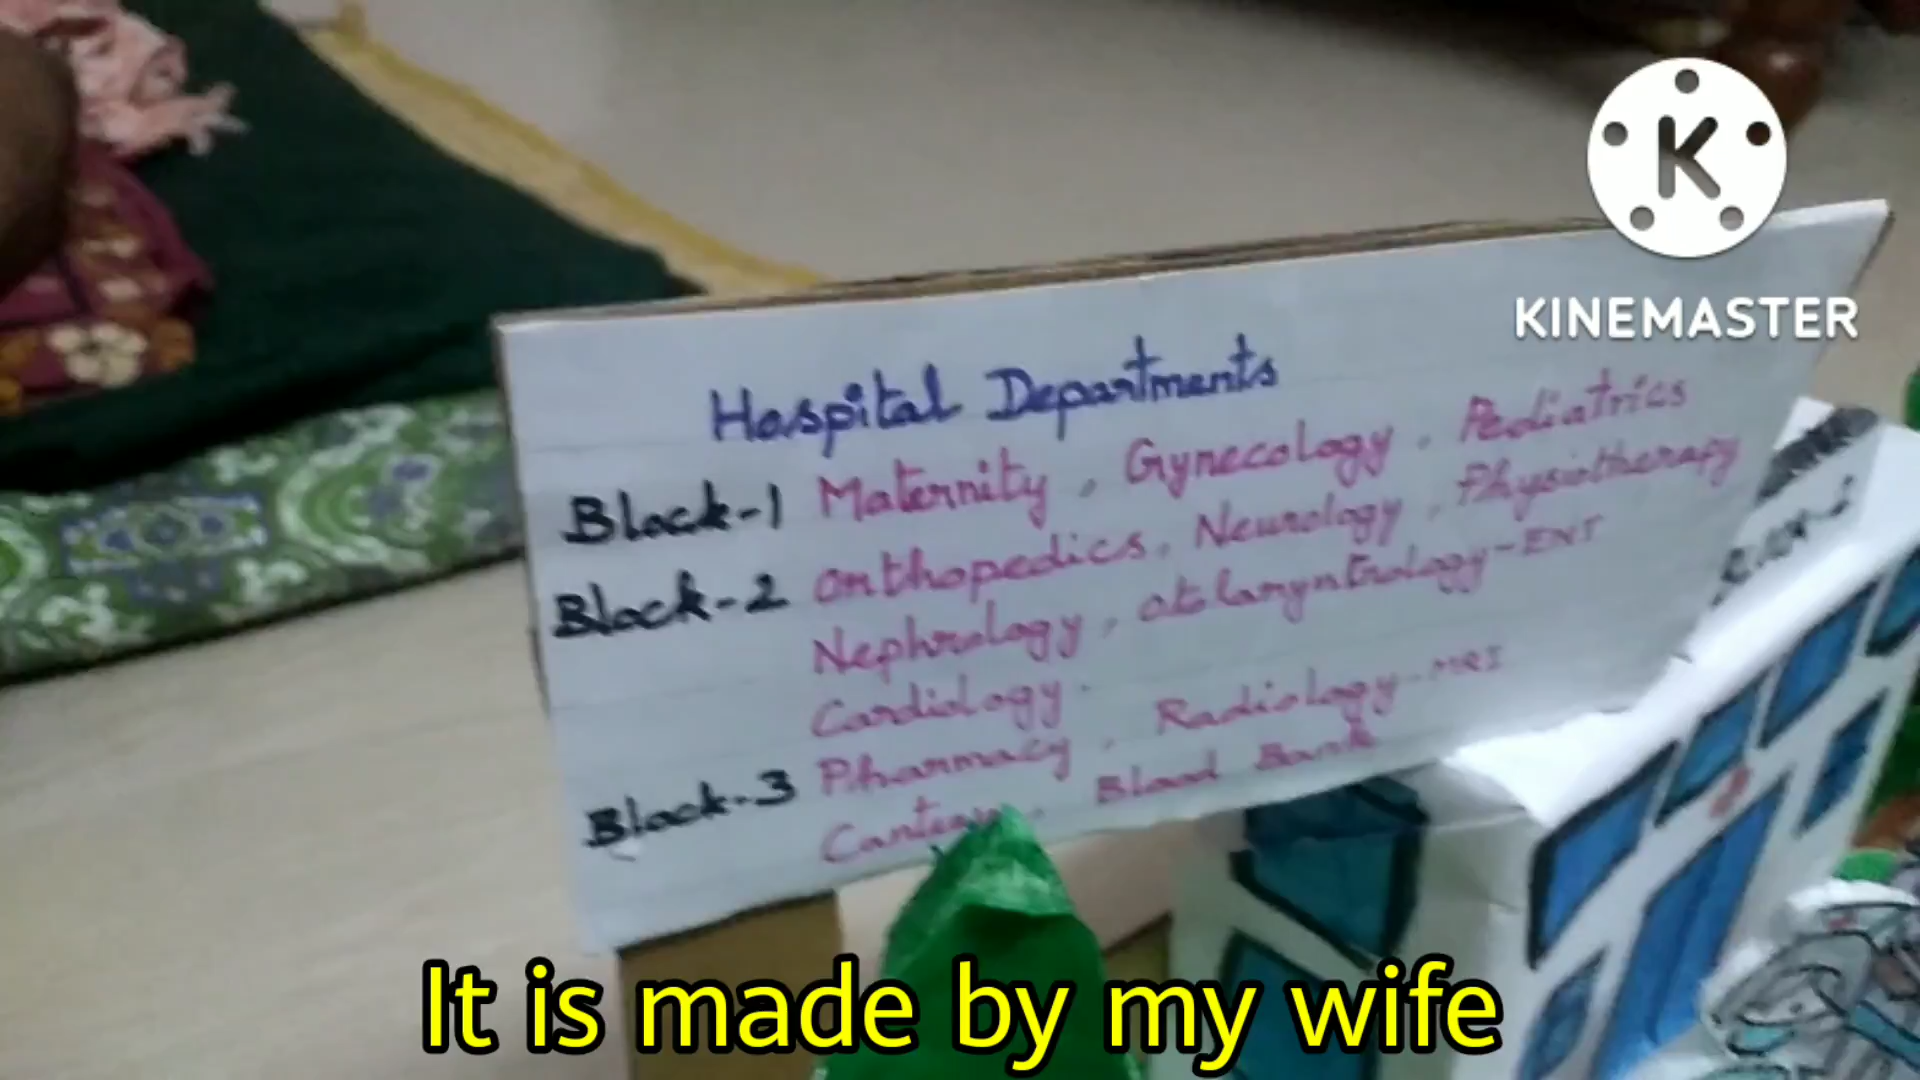 KINEMASTER
Hospital Departments
Block-1 Maternity, Gynecology, Pediatrics
Block-2 Orthopedics, Neurology, Physiotherapy
Nephrology, otolaryntrology-ENT
Cardiology.
Block-3 Pharmacy, Radiology-MRI
Blood Bank
It is made by my wife